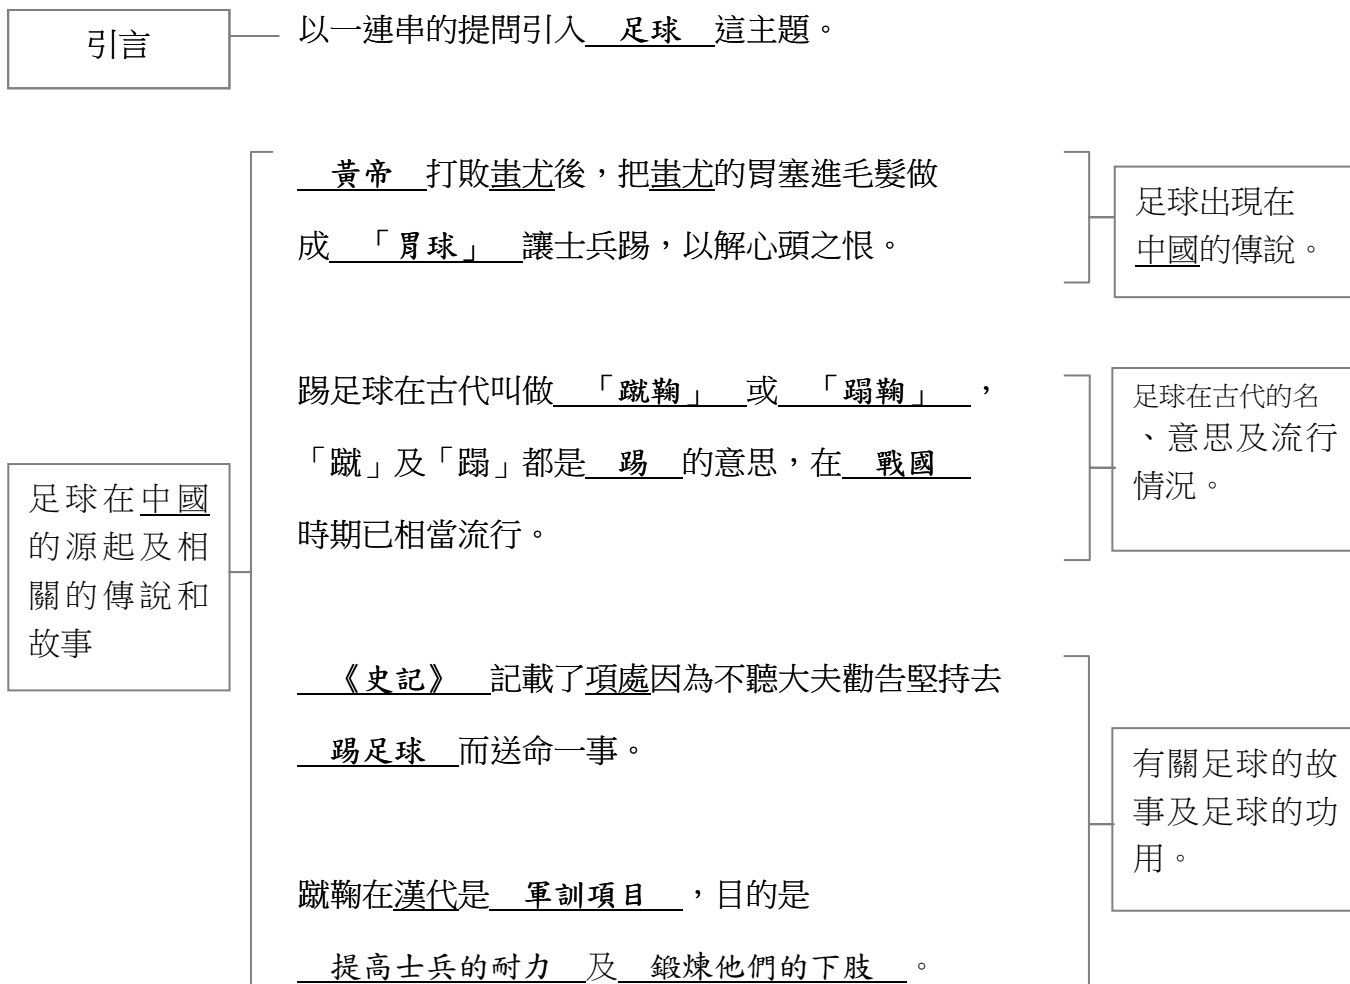 引言
以一連串的提問引入 足球 這主題。
黃帝 打敗蚩尤後，把蚩尤的胃塞進毛髮做
成 「胃球」 讓士兵踢，以解心頭之恨。
足球出現在
中國的傳說。
踢足球在古代叫做 「蹴鞠」 或 「蹋鞠」 ，
「蹴」及「蹋」都是 踢 的意思，在 戰國
時期已相當流行。
足球在古代的名
、意思及流行
情況。
足球在中國
的源起及相
關的傳說和
故事
《史記》 記載了項處因為不聽大夫勸告堅持去
踢足球 而送命一事。
蹴鞠在漢代是 軍訓項目 ，目的是
提高士兵的耐力 及 鍛煉他們的下肢 。
有關足球的故
事及足球的功
用。